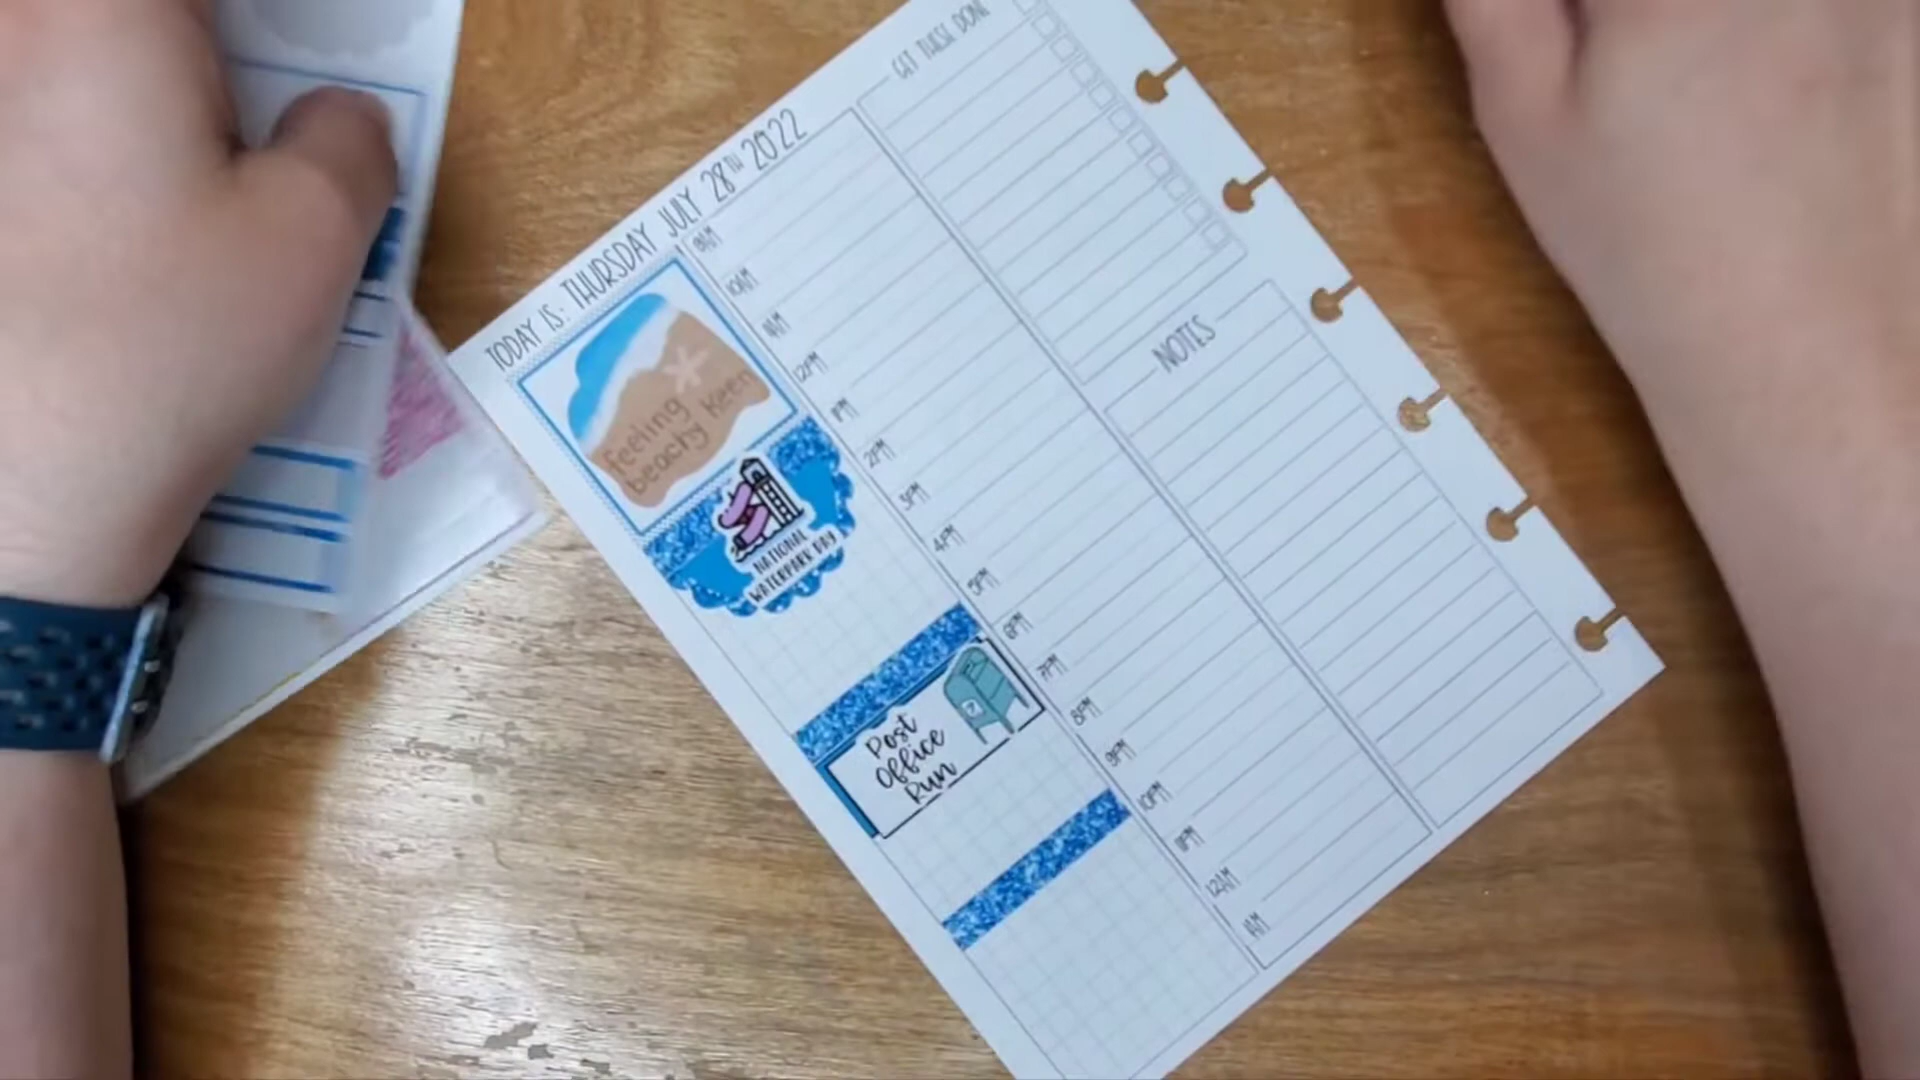 TODAY IS: THURSDAY JULY 28TH 2022
feeling
beachy keen
NATIONAL
WATERPARK DAY
Post
Office
Run
10AM
11AM
12PM
1PM
2PM
3PM
4PM
5PM
6PM
7PM
8PM
9PM
10PM
11PM
12AM
1AM
GET THESE DONE
NOTES